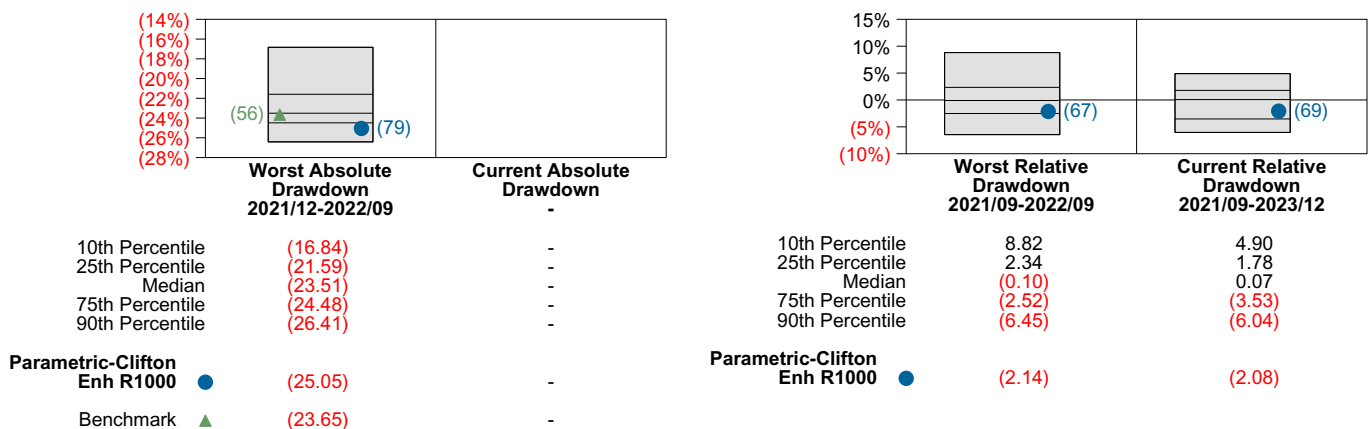 (14%)
(16%)
(18%)
(20%)
(22%)
(24%)
(26%)
(28%)
(56)
(79)
Worst Absolute
Drawdown
2021/12-2022/09
Current Absolute
Drawdown
-
10th Percentile (16.84) -
25th Percentile (21.59) -
Median (23.51) -
75th Percentile (24.48) -
90th Percentile (26.41) -
Parametric-Clifton
Enh R1000 (25.05) -
Benchmark (23.65) -
15%
10%
5%
0%
(5%)
(10%)
(67)
(69)
Worst Relative
Drawdown
2021/09-2022/09
Current Relative
Drawdown
2021/09-2023/12
10th Percentile 8.82 4.90
25th Percentile 2.34 1.78
Median (0.10) 0.07
75th Percentile (2.52) (3.53)
90th Percentile (6.45) (6.04)
Parametric-Clifton
Enh R1000 (2.14) (2.08)